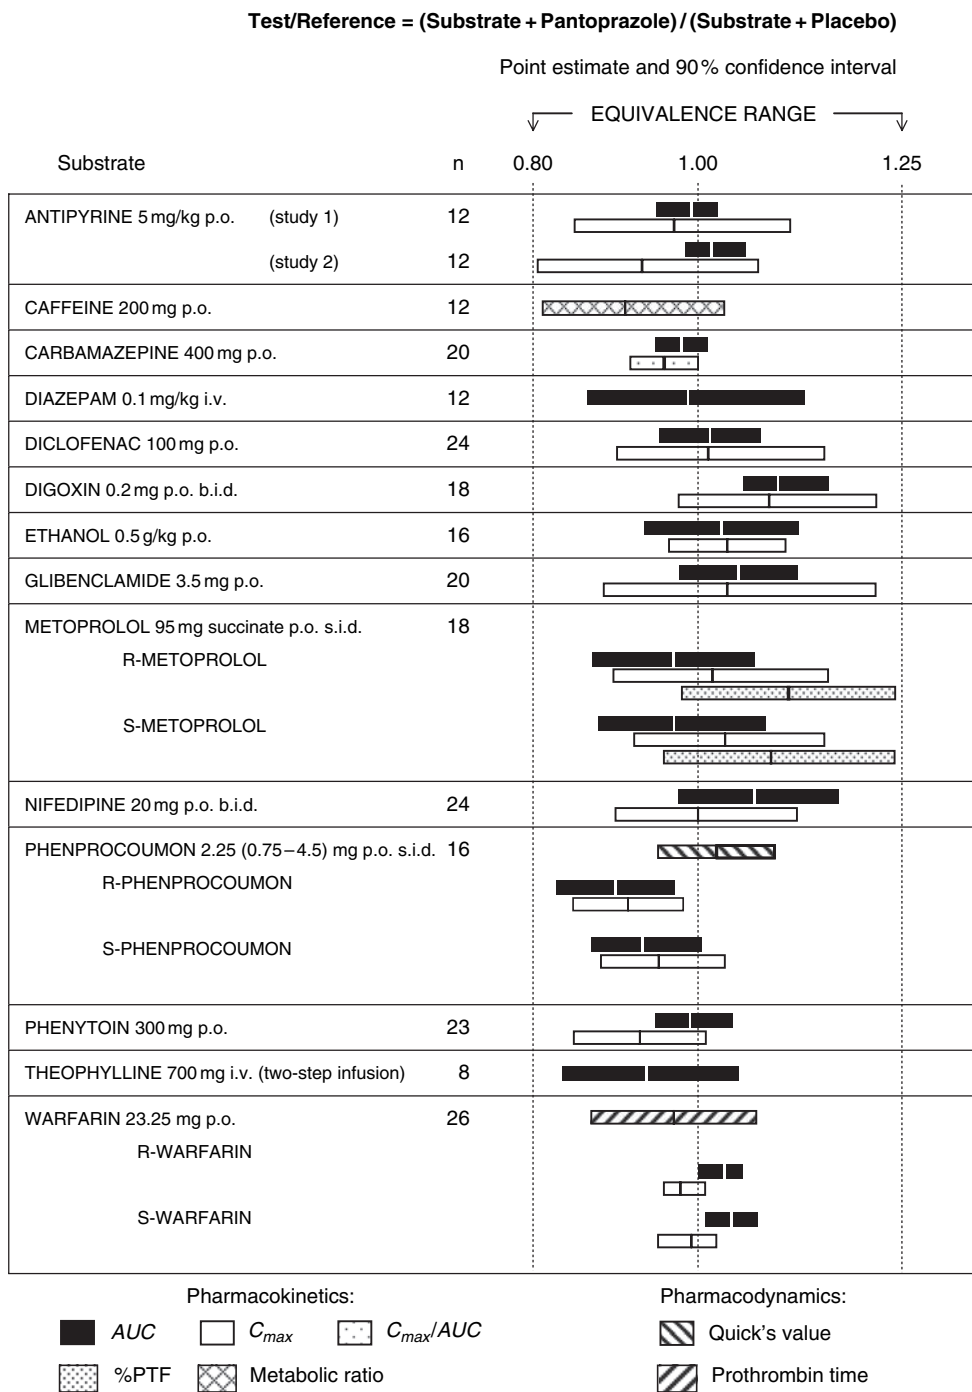 Test/Reference = (Substrate + Pantoprazole) / (Substrate + Placebo)
Point estimate and 90% confidence interval
EQUIVALENCE RANGE
Substrate n 0.80 1.00 1.25
ANTIPYRINE 5 mg/kg p.o. (study 1) 12
(study 2) 12
CAFFEINE 200 mg p.o. 12
CARBAMAZEPINE 400 mg p.o. 20
DIAZEPAM 0.1 mg/kg i.v. 12
DICLOFENAC 100 mg p.o. 24
DIGOXIN 0.2 mg p.o. b.i.d. 18
ETHANOL 0.5 g/kg p.o. 16
GLIBENCLAMIDE 3.5 mg p.o. 20
METOPROLOL 95 mg succinate p.o. s.i.d. 18
R-METOPROLOL
S-METOPROLOL
NIFEDIPINE 20 mg p.o. b.i.d. 24
PHENPROCOUMON 2.25 (0.75–4.5) mg p.o. s.i.d. 16
R-PHENPROCOUMON
S-PHENPROCOUMON
PHENYTOIN 300 mg p.o. 23
THEOPHYLLINE 700 mg i.v. (two-step infusion) 8
WARFARIN 23.25 mg p.o. 26
R-WARFARIN
S-WARFARIN
Pharmacokinetics: Pharmacodynamics:
AUC Cmax Cmax/AUC Quick's value
%PTF Metabolic ratio Prothrombin time